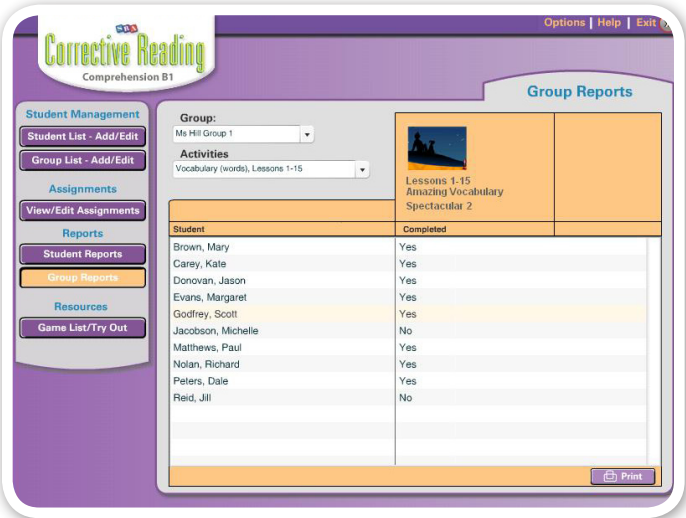 Options | Help | Exit
SRA
Corrective Reading
Comprehension B1
Group Reports
Student Management
Student List - Add/Edit
Group List - Add/Edit
Assignments
View/Edit Assignments
Reports
Student Reports
Group Reports
Resources
Game List/Try Out
Group:
Ms Hill Group 1
Activities
Vocabulary (words), Lessons 1-15
Lessons 1-15
Amazing Vocabulary
Spectacular 2
Student Completed
Brown, Mary Yes
Carey, Kate Yes
Donovan, Jason Yes
Evans, Margaret Yes
Godfrey, Scott Yes
Jacobson, Michelle No
Matthews, Paul Yes
Nolan, Richard Yes
Peters, Dale Yes
Reid, Jill No
Print